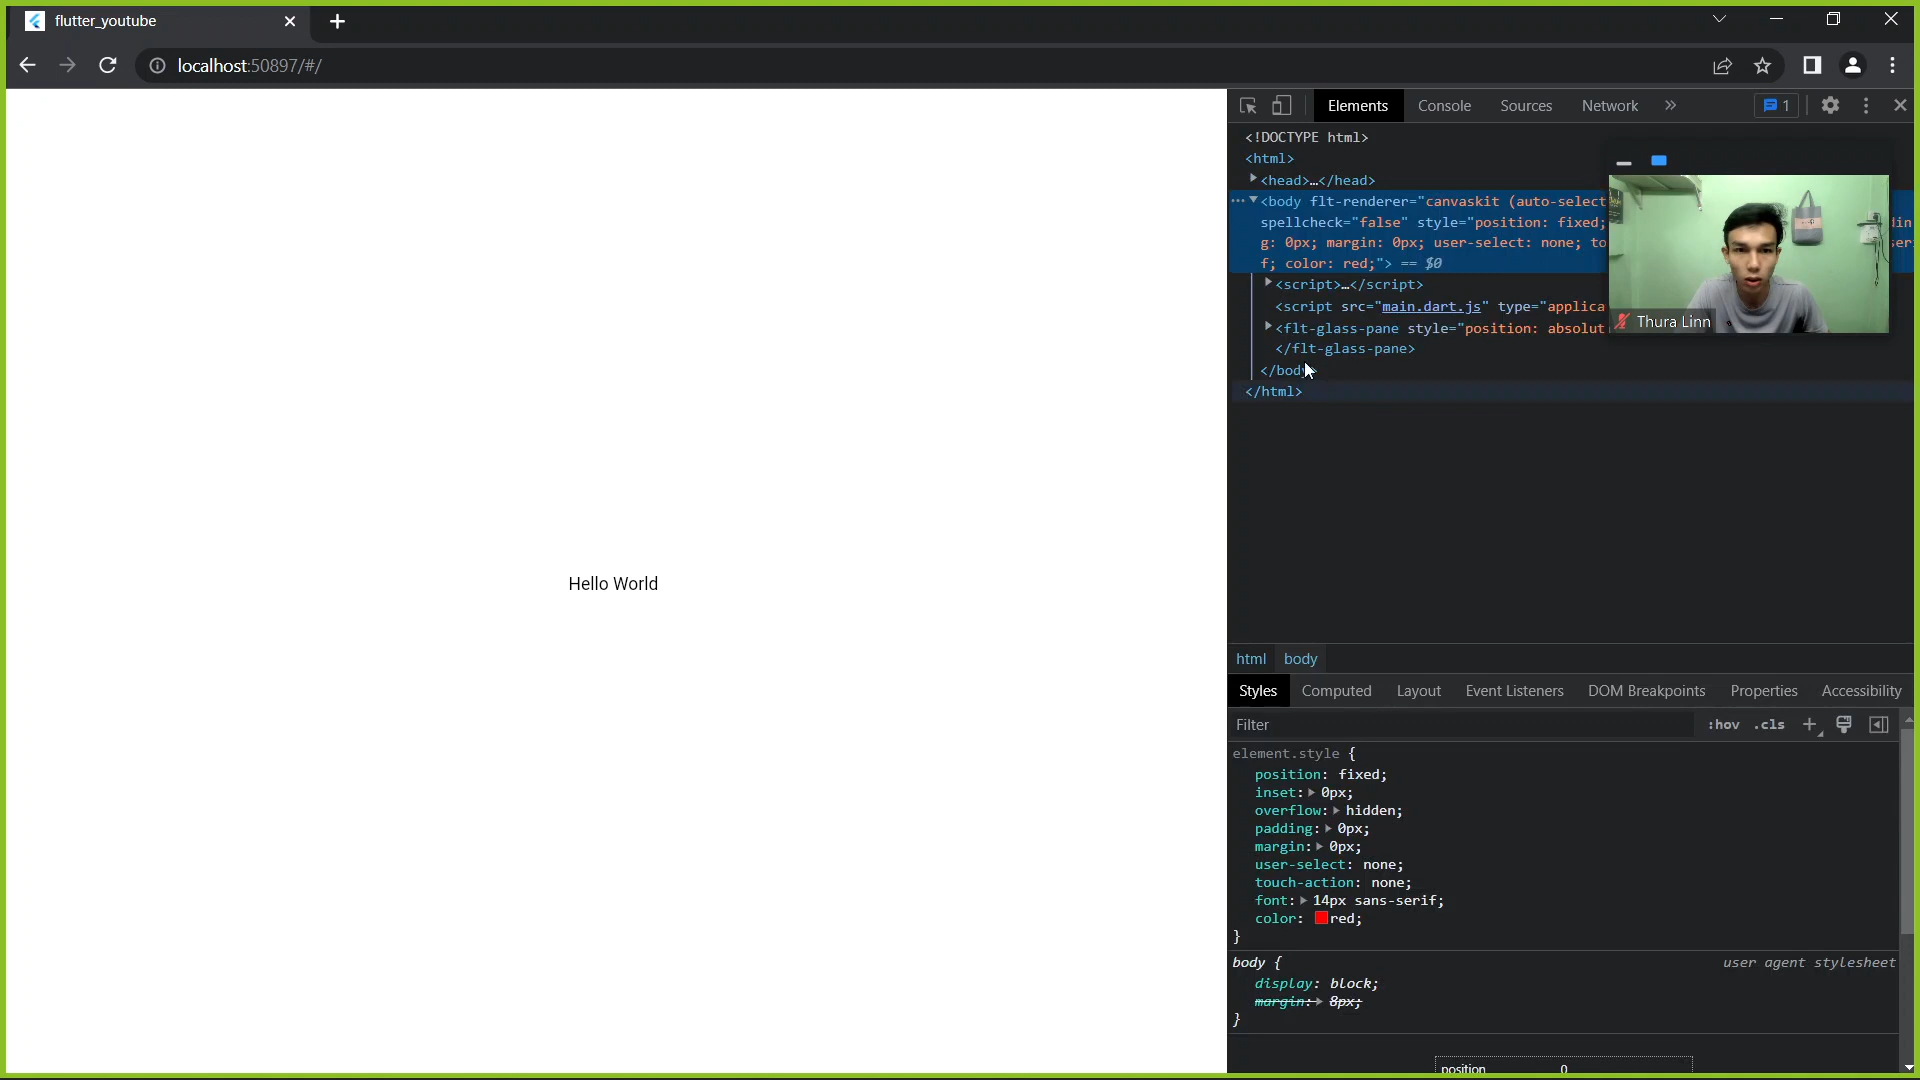 flutter_youtube
localhost:50897/#/
Elements Console Sources Network » 1
<!DOCTYPE html>
<html>
<head>…</head>
<body flt-renderer="canvaskit (auto-select
spellcheck="false" style="position: fixed;
g: 0px; margin: 0px; user-select: none; to
f; color: red;"> == $0
<script>…</script>
<script src="main.dart.js" type="applica
<flt-glass-pane style="position: absolut
</flt-glass-pane>
</body>
</html>
Thura Linn
Hello World
html body
Styles Computed Layout Event Listeners DOM Breakpoints Properties Accessibility
Filter :hov .cls
element.style {
position: fixed;
inset: 0px;
overflow: hidden;
padding: 0px;
margin: 0px;
user-select: none;
touch-action: none;
font: 14px sans-serif;
color: red;
}
body { user agent stylesheet
display: block;
margin: 8px;
}
position 0